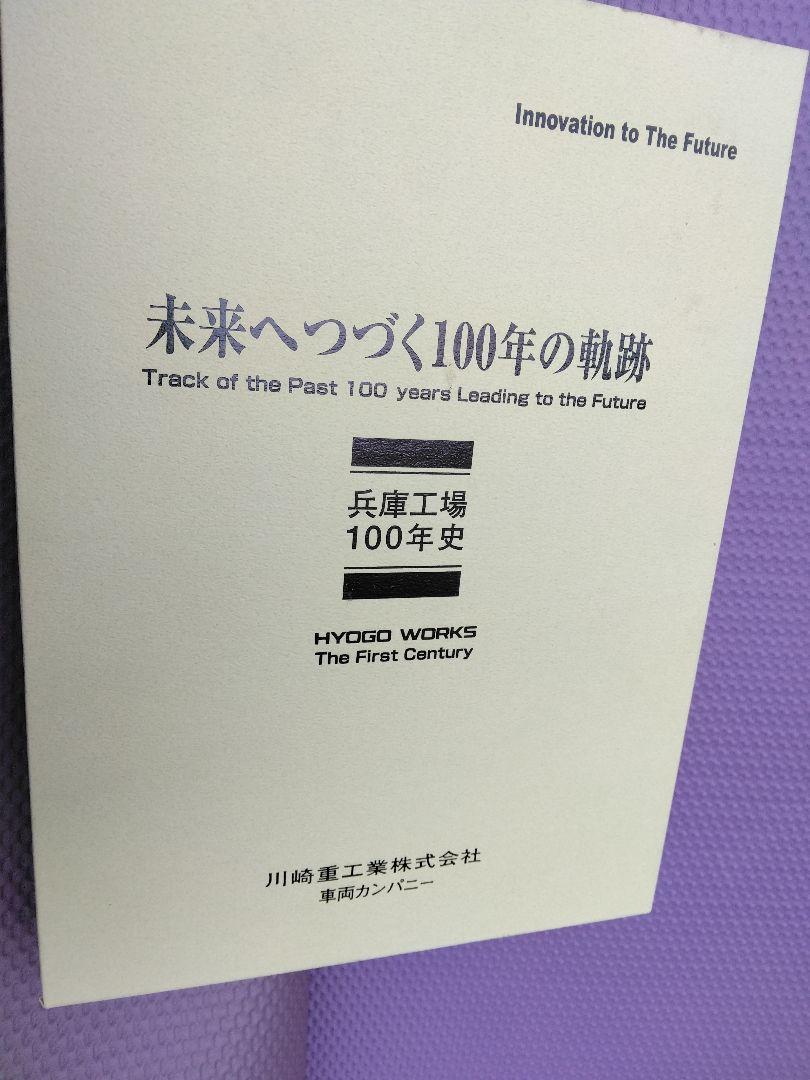 Innovation to The Future
未来へつづく100年の軌跡
Track of the Past 100 years Leading to the Future
兵庫工場
100年史
HYOGO WORKS
The First Century
川崎重工業株式会社
車両カンパニー